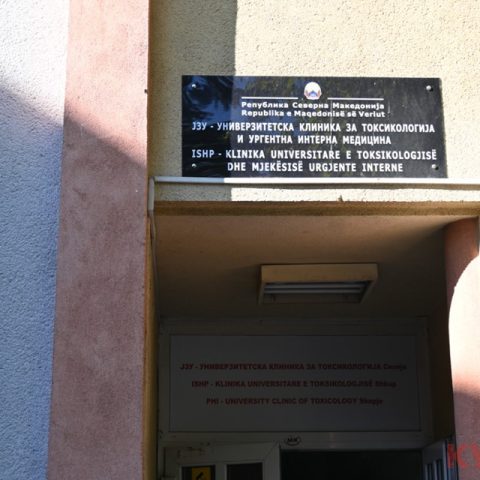 Република Северна Македонија
Republika e Maqedonisë së Veriut
ЈЗУ - УНИВЕРЗИТЕТСКА КЛИНИКА ЗА ТОКСИКОЛОГИЈА
И УРГЕНТНА ИНТЕРНА МЕДИЦИНА
ISHP - KLINIKA UNIVERSITARE E TOKSIKOLOGJISË
DHE MJEKËSISË URGJENTE INTERNE
ЈЗУ - УНИВЕРЗИТЕТСКА КЛИНИКА ЗА ТОКСИКОЛОГИЈА Скопје
ISHP - KLINIKA UNIVERSITARE E TOKSIKOLOGJISË Shkup
PHI - UNIVERSITY CLINIC OF TOXICOLOGY Skopje